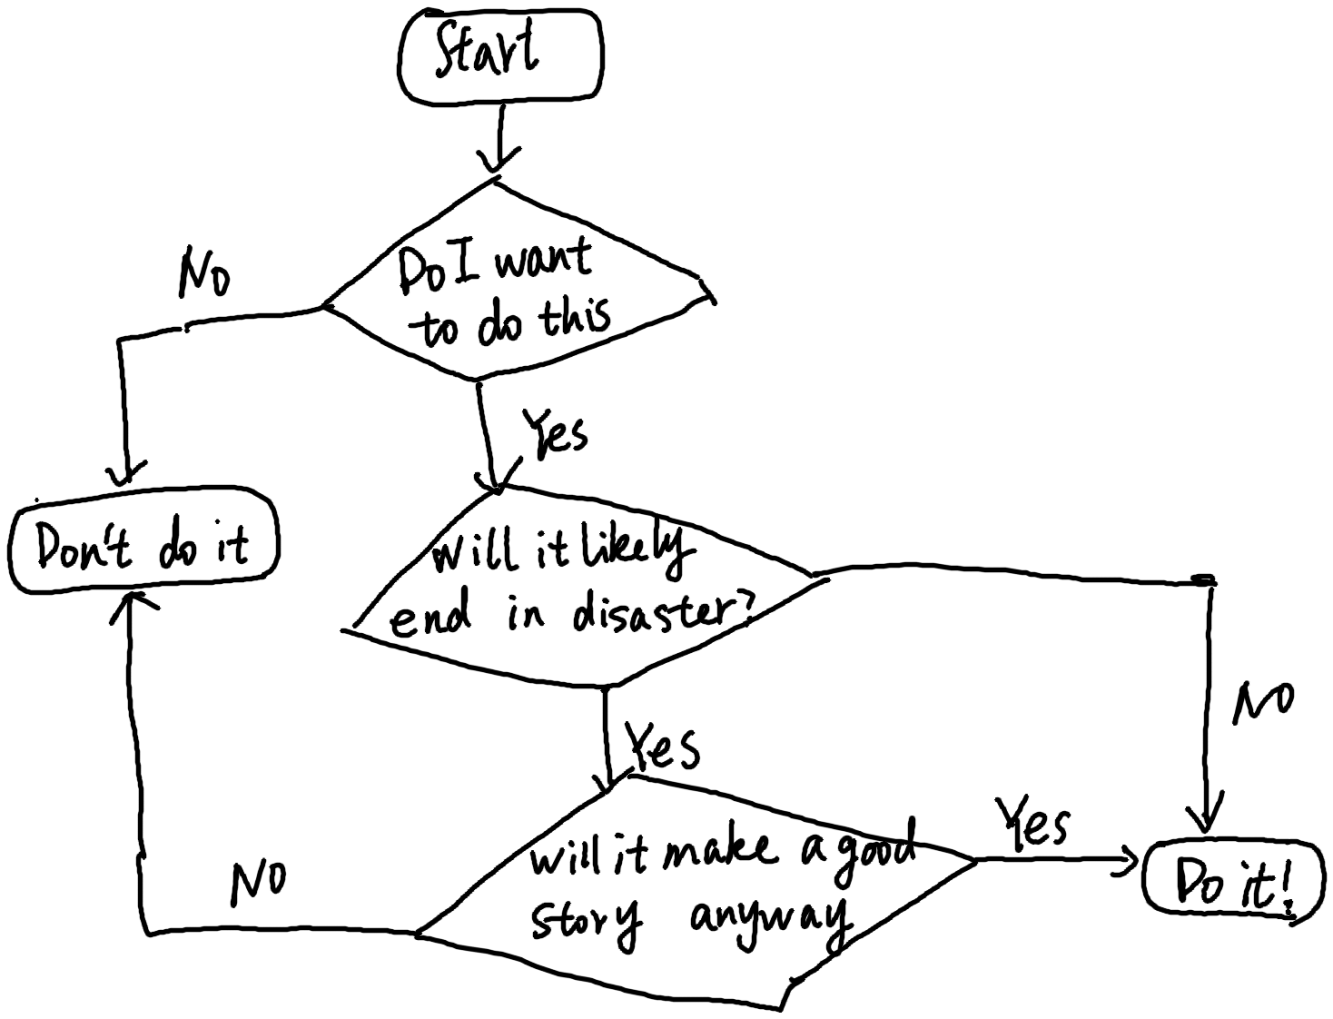 Start
Do I want
to do this
No
Yes
Don't do it
Will it likely
end in disaster?
NO
Yes
will it make a good
story anyway
Yes
NO
Do it!